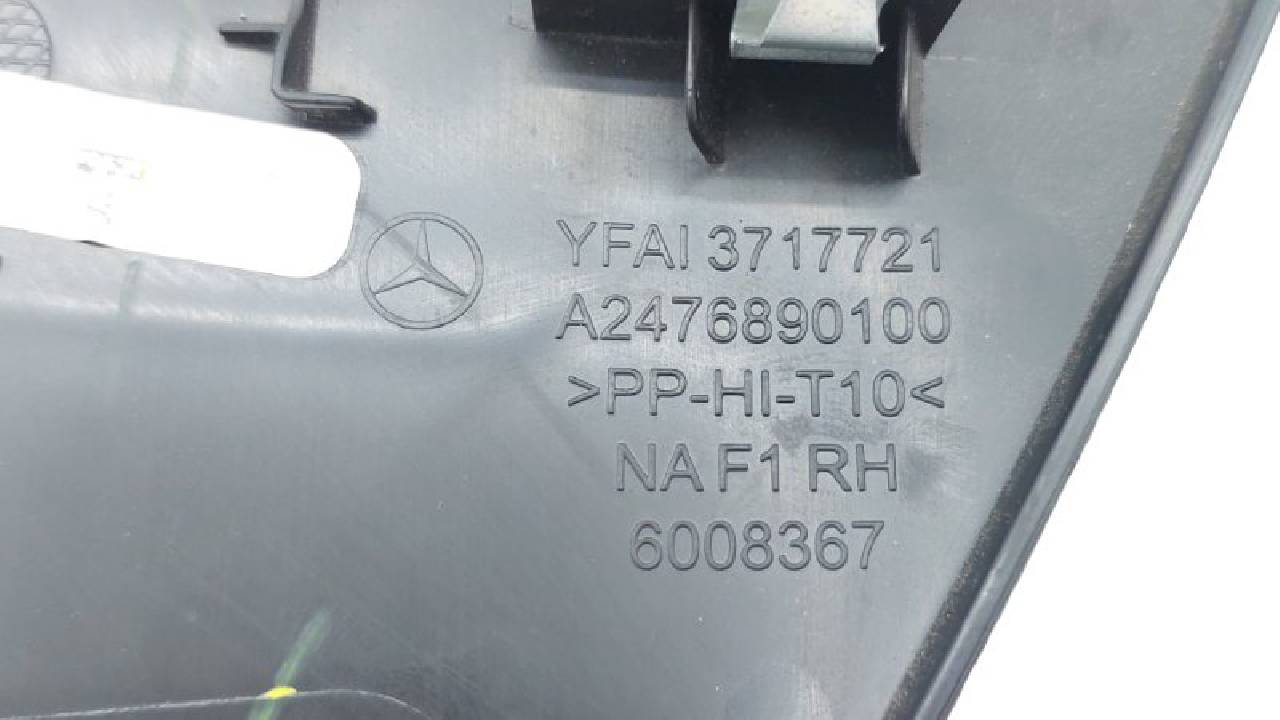 YFAI 3717721
A2476890100
>PP-HI-T10<
NA F1 RH
6008367